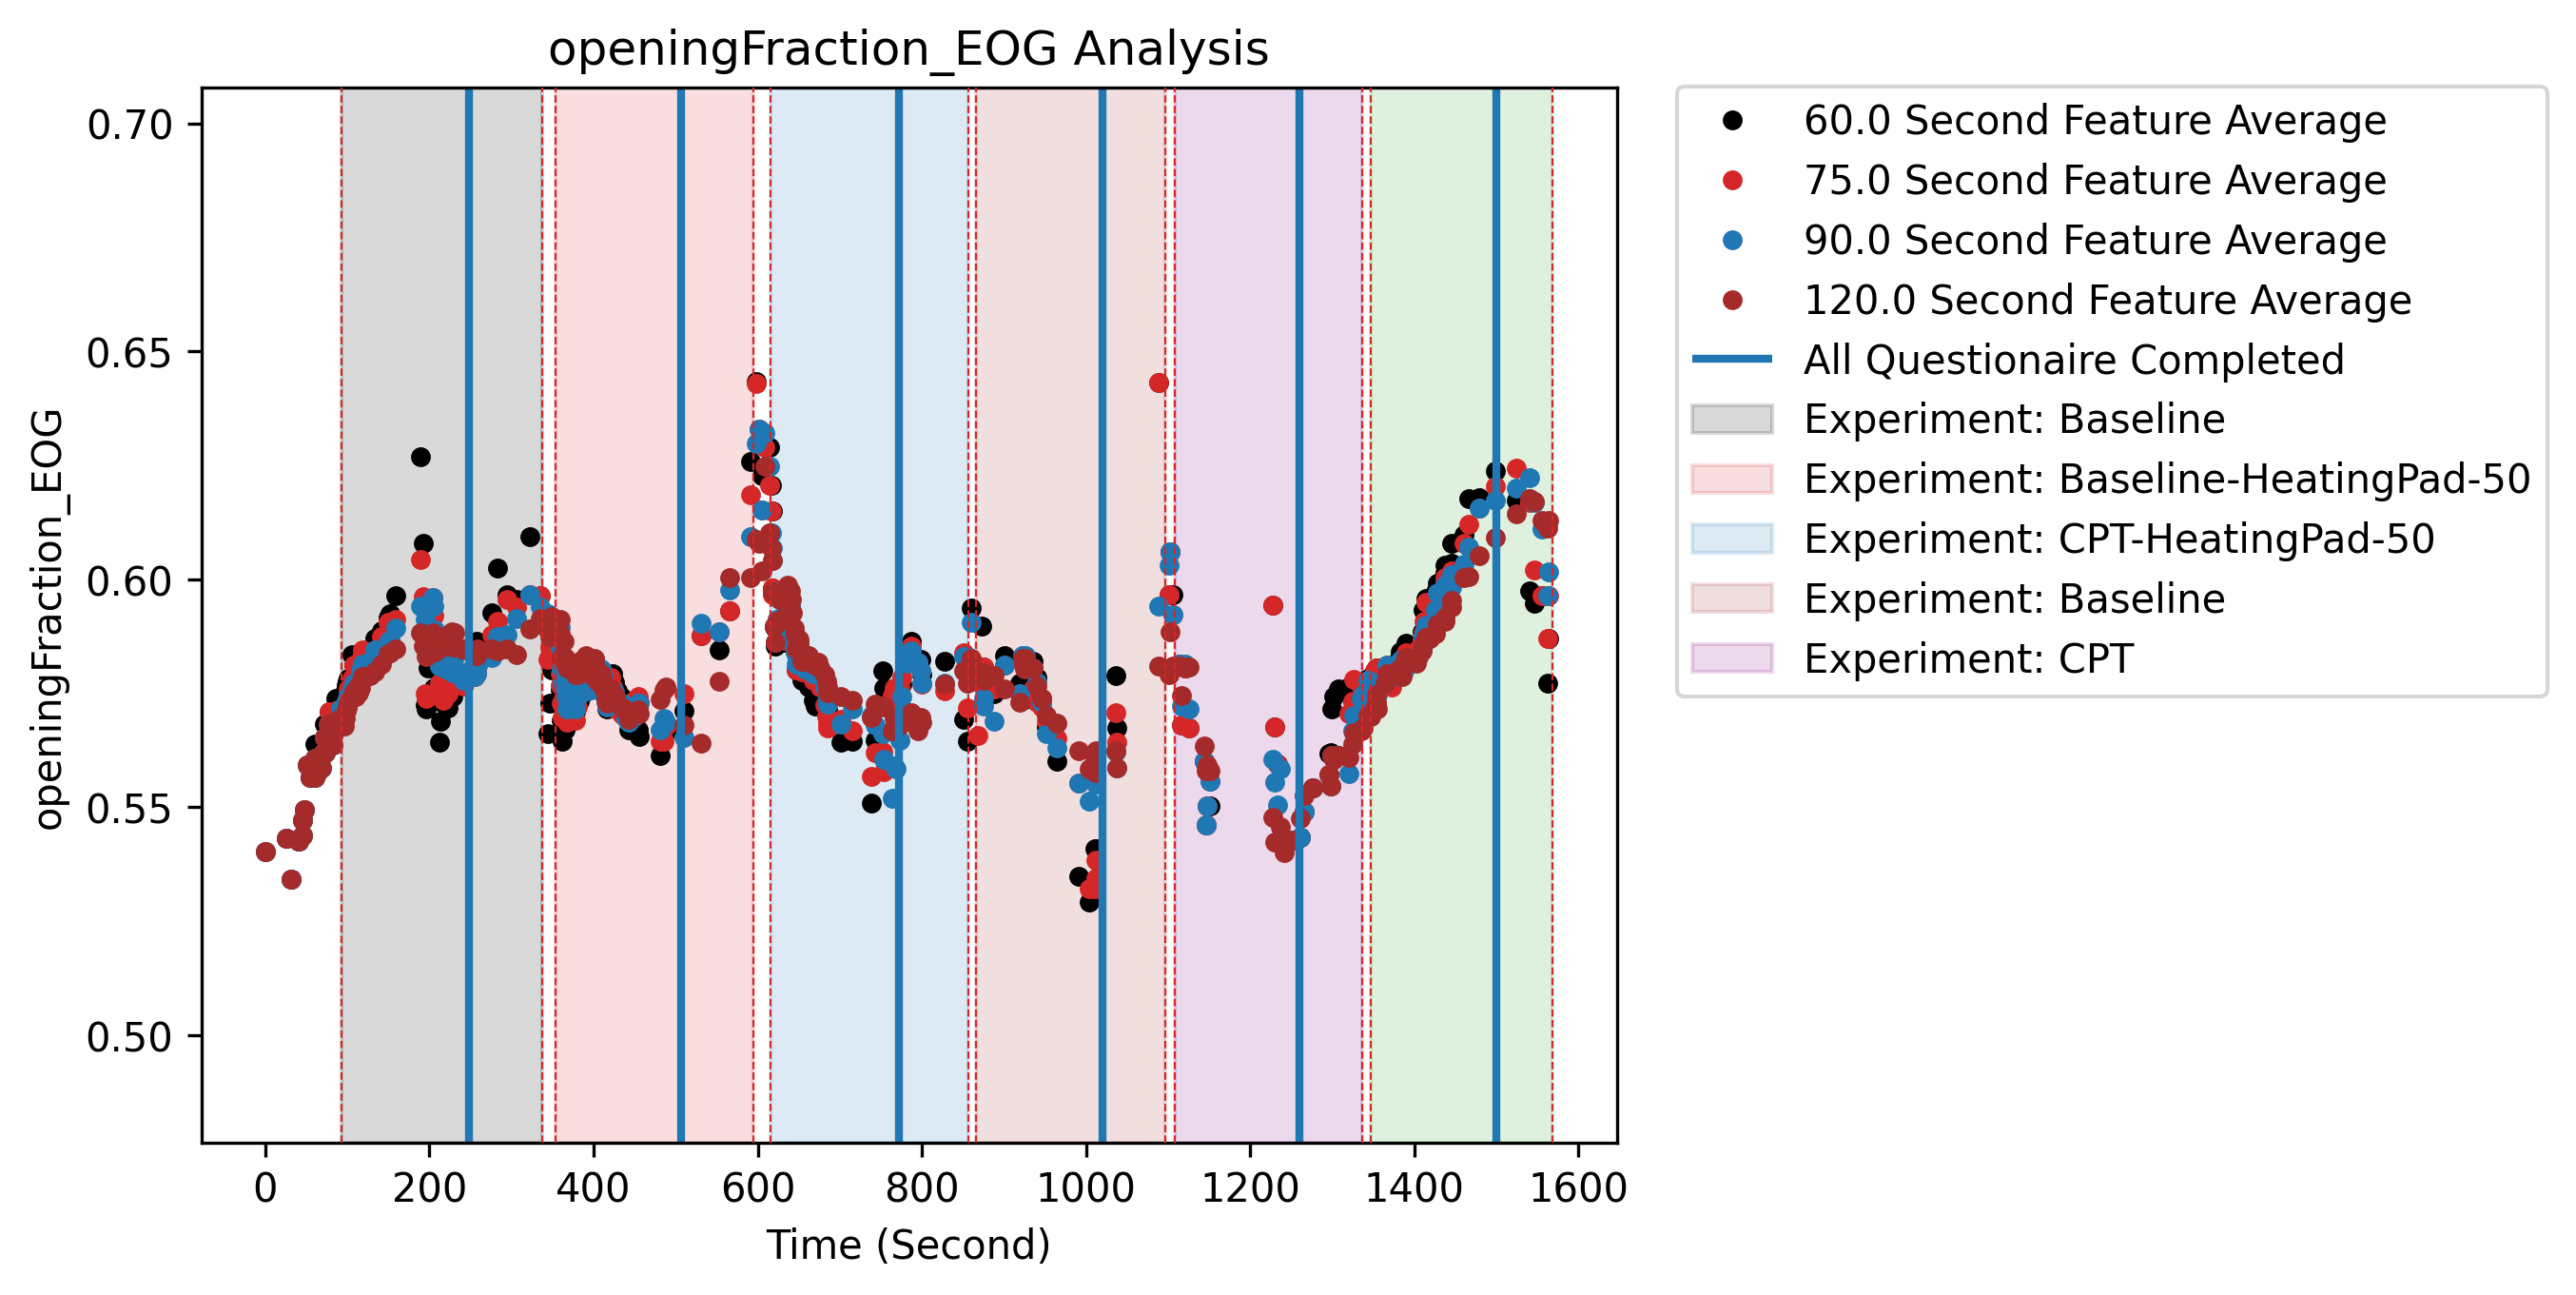 openingFraction_EOG Analysis
0.70
0.65
0.60
0.55
0.50
openingFraction_EOG
0
200
400
600
800
1000
1200
1400
1600
Time (Second)
60.0 Second Feature Average
75.0 Second Feature Average
90.0 Second Feature Average
120.0 Second Feature Average
All Questionaire Completed
Experiment: Baseline
Experiment: Baseline-HeatingPad-50
Experiment: CPT-HeatingPad-50
Experiment: Baseline
Experiment: CPT